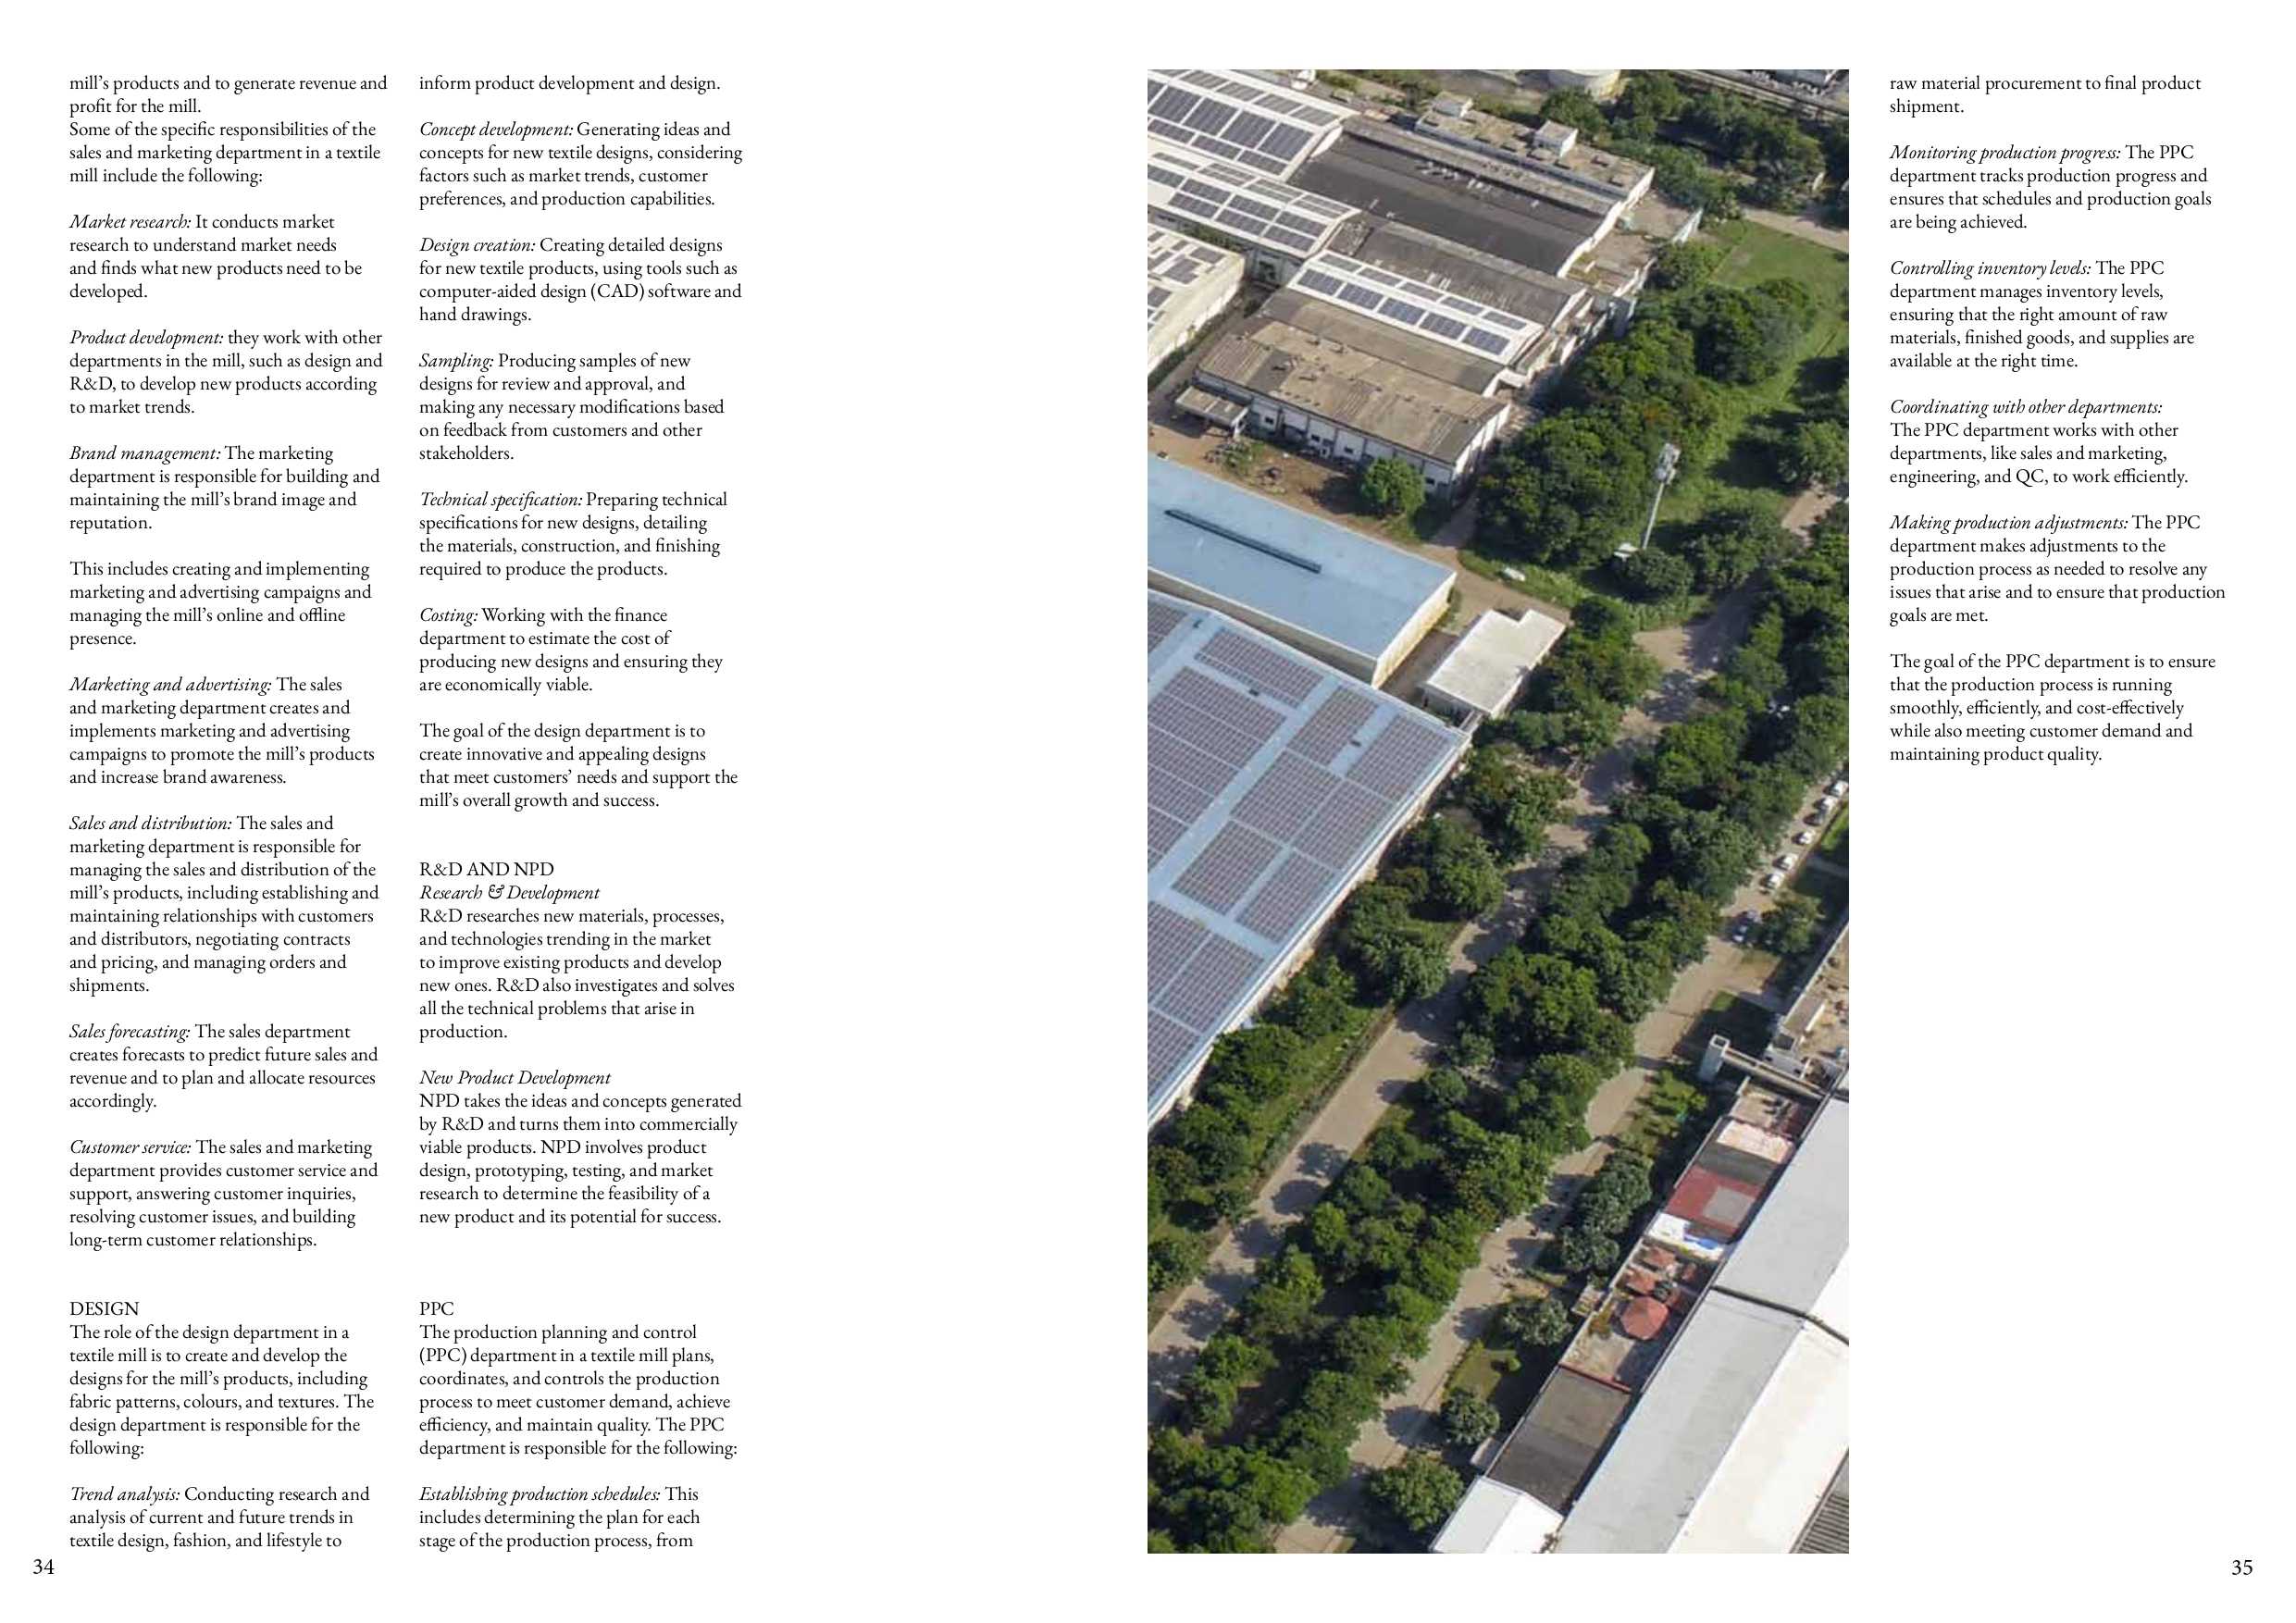 mill’s products and to generate revenue and
profit for the mill.
Some of the specific responsibilities of the
sales and marketing department in a textile
mill include the following:
Market research: It conducts market
research to understand market needs
and finds what new products need to be
developed.
Product development: they work with other
departments in the mill, such as design and
R&D, to develop new products according
to market trends.
Brand management: The marketing
department is responsible for building and
maintaining the mill’s brand image and
reputation.
This includes creating and implementing
marketing and advertising campaigns and
managing the mill’s online and offline
presence.
Marketing and advertising: The sales
and marketing department creates and
implements marketing and advertising
campaigns to promote the mill’s products
and increase brand awareness.
Sales and distribution: The sales and
marketing department is responsible for
managing the sales and distribution of the
mill’s products, including establishing and
maintaining relationships with customers
and distributors, negotiating contracts
and pricing, and managing orders and
shipments.
Sales forecasting: The sales department
creates forecasts to predict future sales and
revenue and to plan and allocate resources
accordingly.
Customer service: The sales and marketing
department provides customer service and
support, answering customer inquiries,
resolving customer issues, and building
long-term customer relationships.
DESIGN
The role of the design department in a
textile mill is to create and develop the
designs for the mill’s products, including
fabric patterns, colours, and textures. The
design department is responsible for the
following:
Trend analysis: Conducting research and
analysis of current and future trends in
textile design, fashion, and lifestyle to
34
inform product development and design.
Concept development: Generating ideas and
concepts for new textile designs, considering
factors such as market trends, customer
preferences, and production capabilities.
Design creation: Creating detailed designs
for new textile products, using tools such as
computer-aided design (CAD) software and
hand drawings.
Sampling: Producing samples of new
designs for review and approval, and
making any necessary modifications based
on feedback from customers and other
stakeholders.
Technical specification: Preparing technical
specifications for new designs, detailing
the materials, construction, and finishing
required to produce the products.
Costing: Working with the finance
department to estimate the cost of
producing new designs and ensuring they
are economically viable.
The goal of the design department is to
create innovative and appealing designs
that meet customers’ needs and support the
mill’s overall growth and success.
R&D AND NPD
Research & Development
R&D researches new materials, processes,
and technologies trending in the market
to improve existing products and develop
new ones. R&D also investigates and solves
all the technical problems that arise in
production.
New Product Development
NPD takes the ideas and concepts generated
by R&D and turns them into commercially
viable products. NPD involves product
design, prototyping, testing, and market
research to determine the feasibility of a
new product and its potential for success.
PPC
The production planning and control
(PPC) department in a textile mill plans,
coordinates, and controls the production
process to meet customer demand, achieve
efficiency, and maintain quality. The PPC
department is responsible for the following:
Establishing production schedules: This
includes determining the plan for each
stage of the production process, from
raw material procurement to final product
shipment.
Monitoring production progress: The PPC
department tracks production progress and
ensures that schedules and production goals
are being achieved.
Controlling inventory levels: The PPC
department manages inventory levels,
ensuring that the right amount of raw
materials, finished goods, and supplies are
available at the right time.
Coordinating with other departments:
The PPC department works with other
departments, like sales and marketing,
engineering, and QC, to work efficiently.
Making production adjustments: The PPC
department makes adjustments to the
production process as needed to resolve any
issues that arise and to ensure that production
goals are met.
The goal of the PPC department is to ensure
that the production process is running
smoothly, efficiently, and cost-effectively
while also meeting customer demand and
maintaining product quality.
35